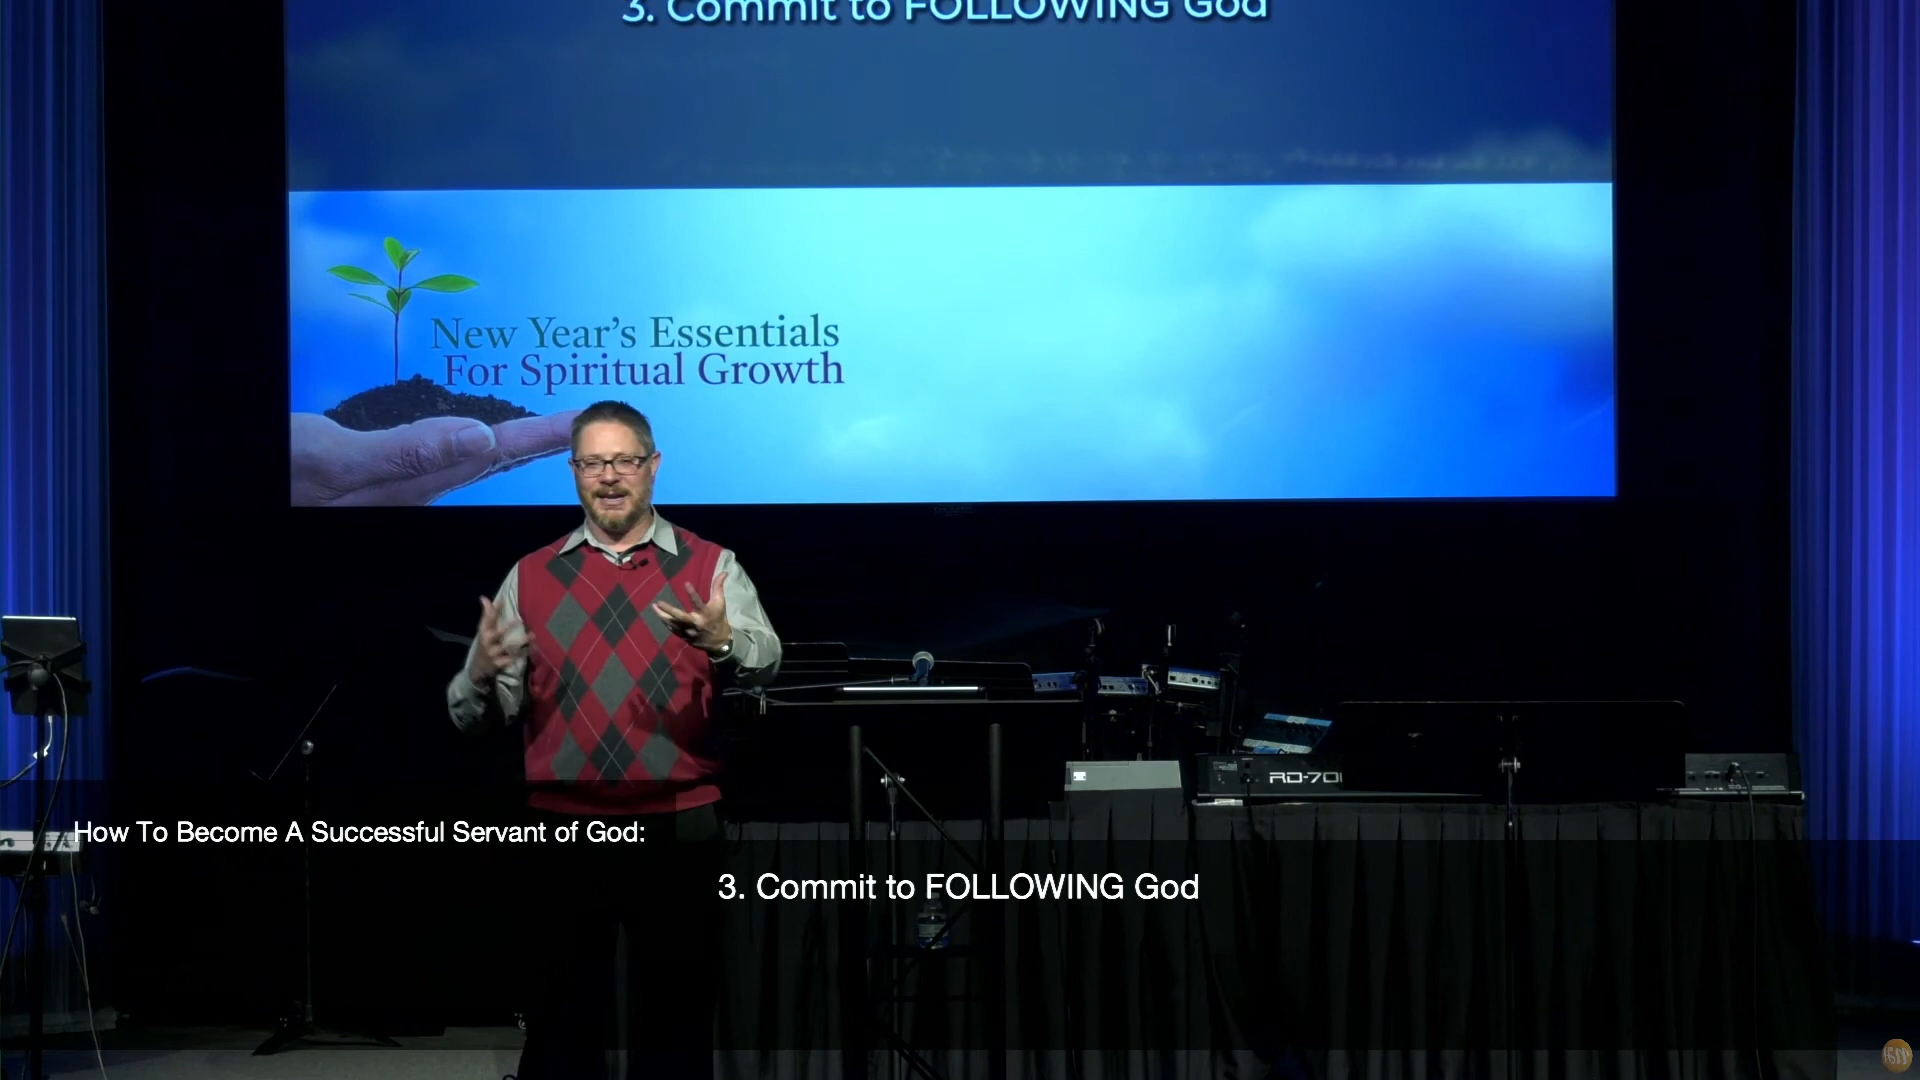 3. Commit to FOLLOWING God
New Year's Essentials
For Spiritual Growth
RD-70
How To Become A Successful Servant of God:
3. Commit to FOLLOWING God